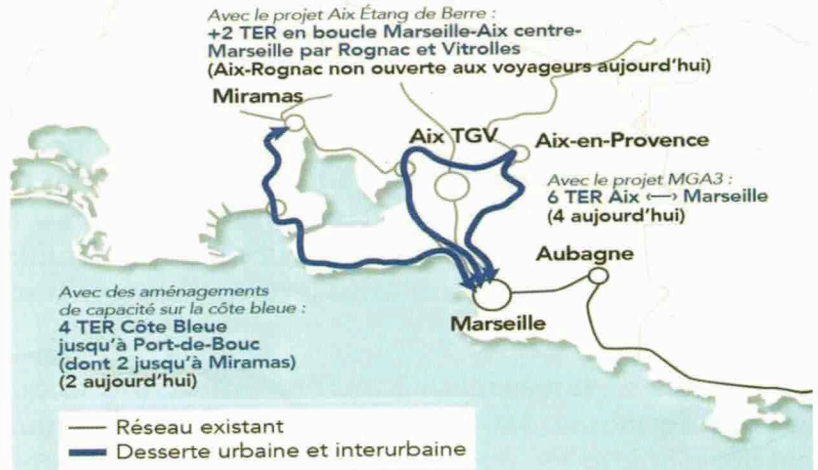 Avec le projet Aix Étang de Berre :
+2 TER en boucle Marseille-Aix centre-
Marseille par Rognac et Vitrolles
(Aix-Rognac non ouverte aux voyageurs aujourd'hui)
Miramas
Aix TGV
Aix-en-Provence
Avec le projet MGA3 :
6 TER Aix <—> Marseille
(4 aujourd'hui)
Aubagne
Marseille
Avec des aménagements
de capacité sur la côte bleue :
4 TER Côte Bleue
jusqu'à Port-de-Bouc
(dont 2 jusqu'à Miramas)
(2 aujourd'hui)
Réseau existant
Desserte urbaine et interurbaine